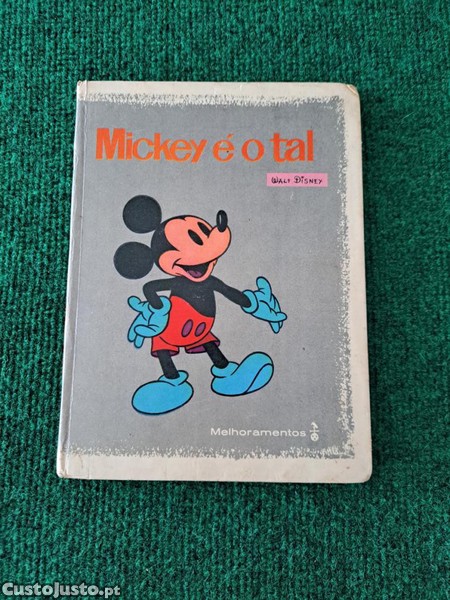 Mickey é o tal
WALT DISNEY
Melhoramentos
CustoJusto.pt